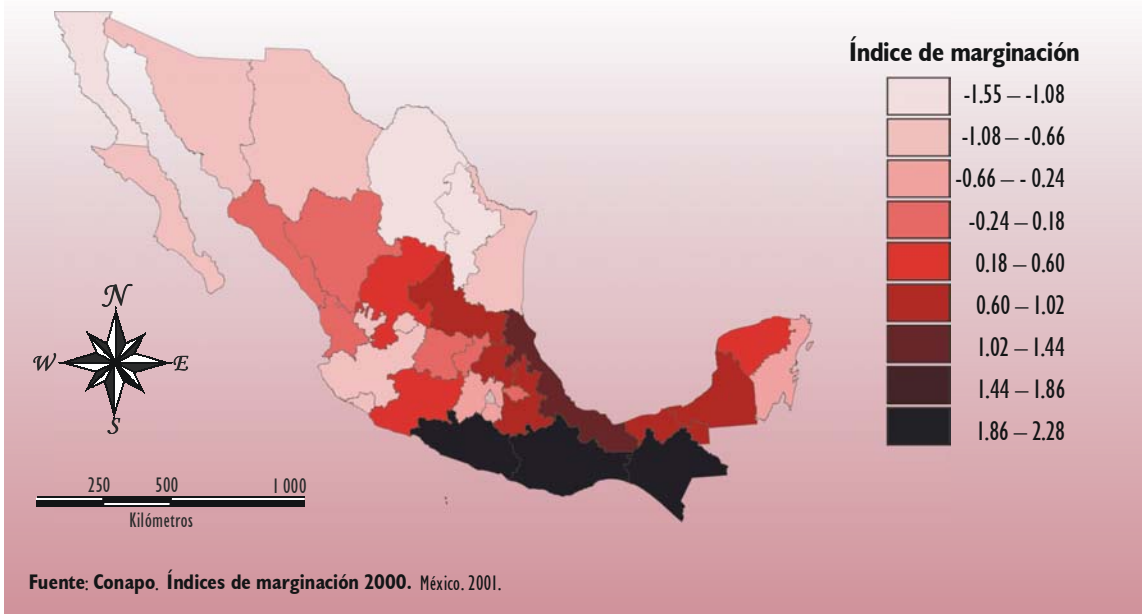 Índice de marginación
-1.55 – -1.08
-1.08 – -0.66
-0.66 – - 0.24
-0.24 – 0.18
0.18 – 0.60
0.60 – 1.02
1.02 – 1.44
1.44 – 1.86
1.86 – 2.28
N
W
E
S
250 500 1 000
Kilómetros
Fuente: Conapo. Índices de marginación 2000. México. 2001.